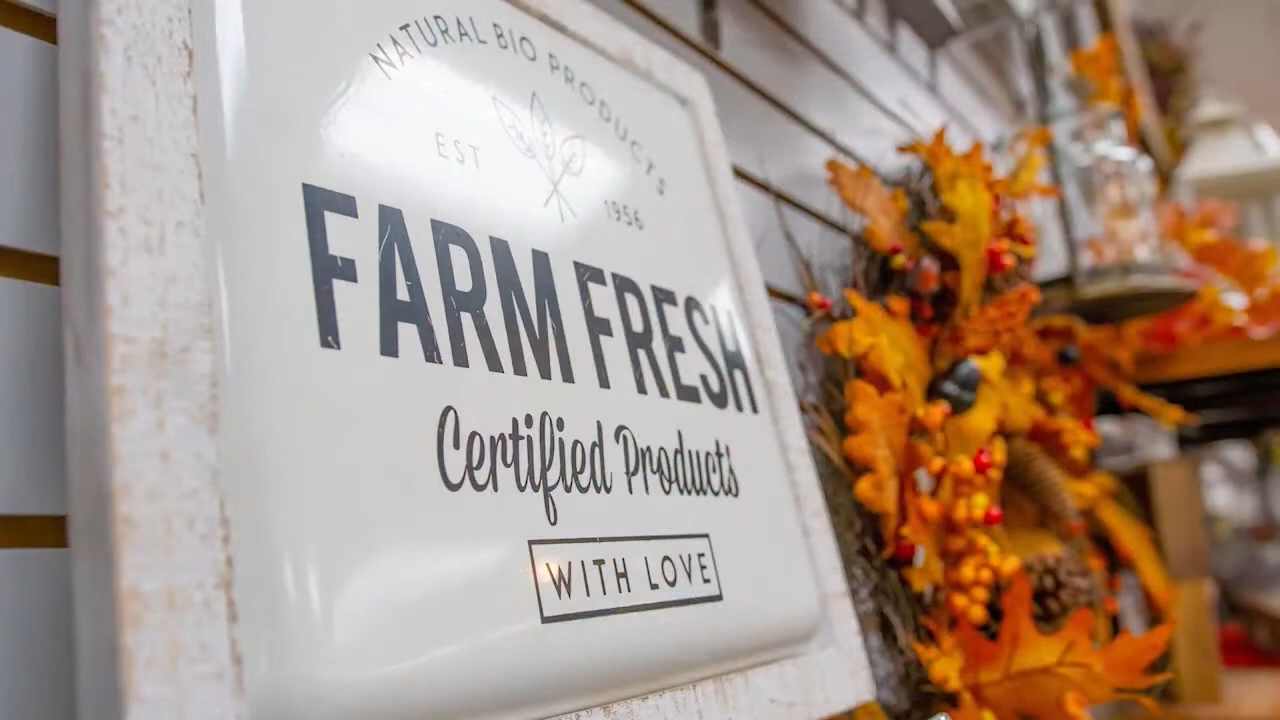 NATURAL BIO PRODUCTS
EST 1956
FARM FRESH
Certified Products
WITH LOVE